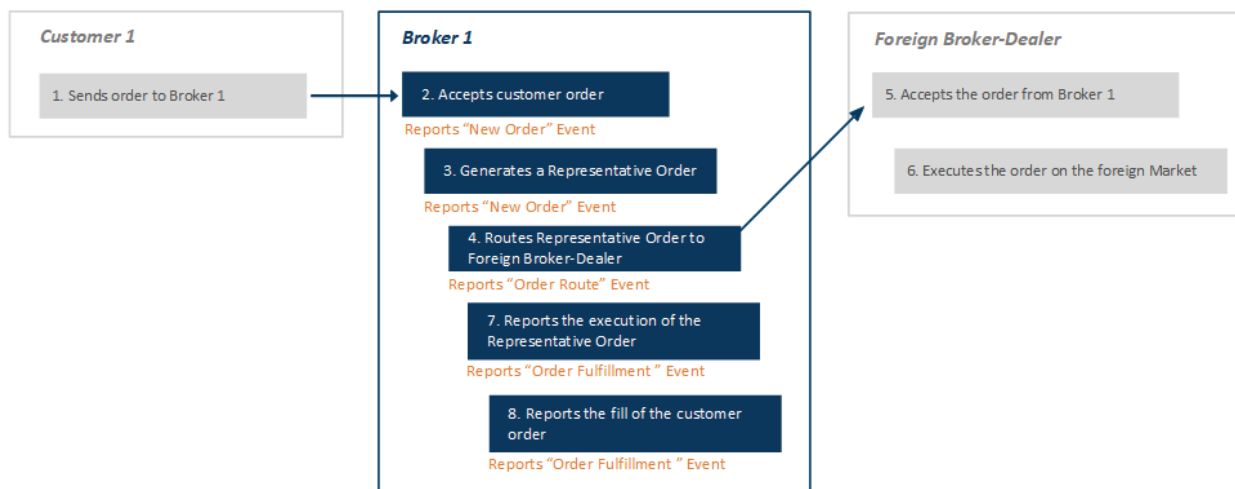 Customer 1
1. Sends order to Broker 1
Broker 1
2. Accepts customer order
Reports “New Order” Event
3. Generates a Representative Order
Reports “New Order” Event
4. Routes Representative Order to
Foreign Broker-Dealer
Reports “Order Route” Event
7. Reports the execution of the
Representative Order
Reports “Order Fulfillment ” Event
8. Reports the fill of the customer
order
Reports “Order Fulfillment ” Event
Foreign Broker-Dealer
5. Accepts the order from Broker 1
6. Executes the order on the foreign Market